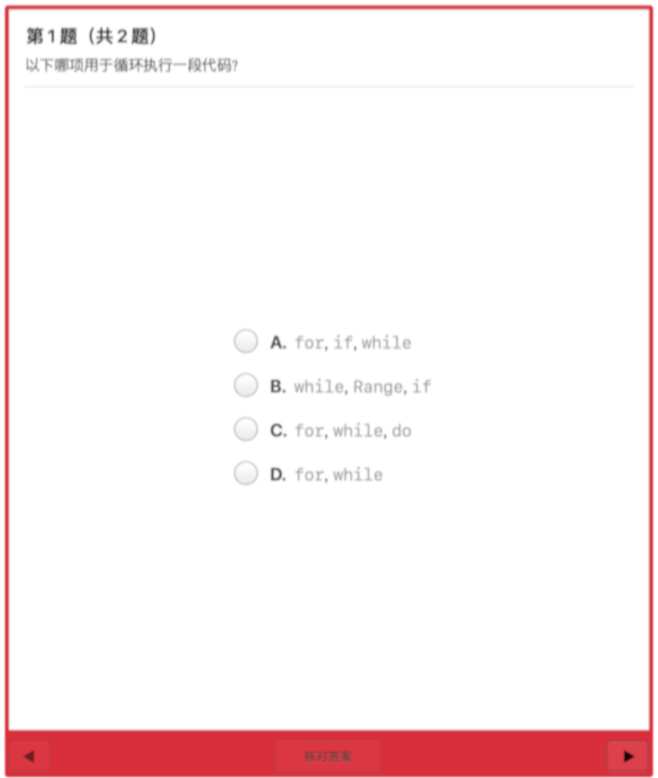 第1题（共2题）
以下哪项用于循环执行一段代码?
A. for, if, while
B. while, Range, if
C. for, while, do
D. for, while
核对答案